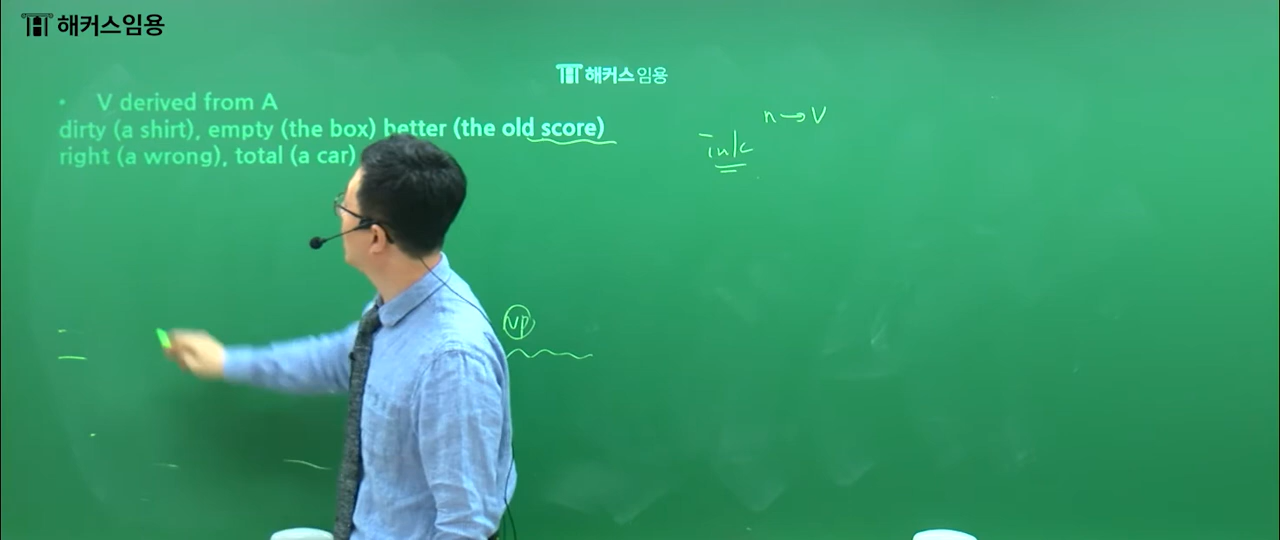 해커스임용
해커스임용
• V derived from A
dirty (a shirt), empty (the box) better (the old score)
right (a wrong), total (a car)
n → V
ink
VP